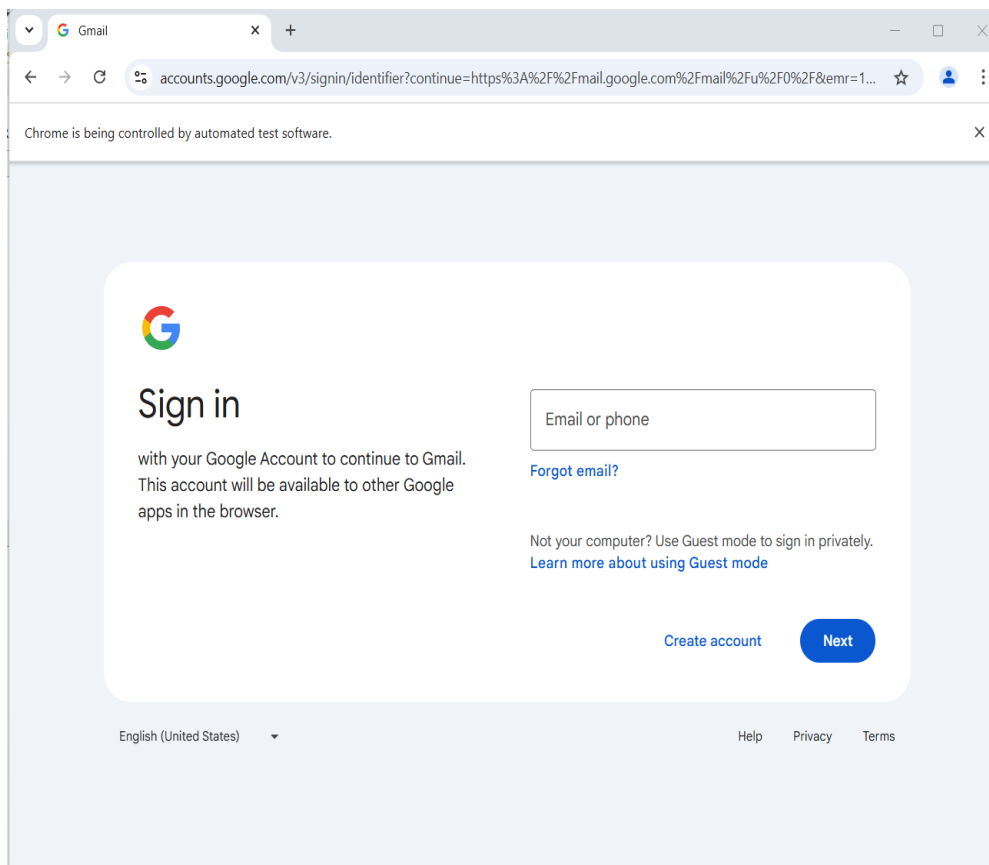 Gmail
accounts.google.com/v3/signin/identifier?continue=https%3A%2F%2Fmail.google.com%2Fmail%2Fu%2F0%2F&emr=1...
Chrome is being controlled by automated test software.
Sign in
with your Google Account to continue to Gmail.
This account will be available to other Google
apps in the browser.
Email or phone
Forgot email?
Not your computer? Use Guest mode to sign in privately.
Learn more about using Guest mode
Create account
Next
English (United States)
Help Privacy Terms